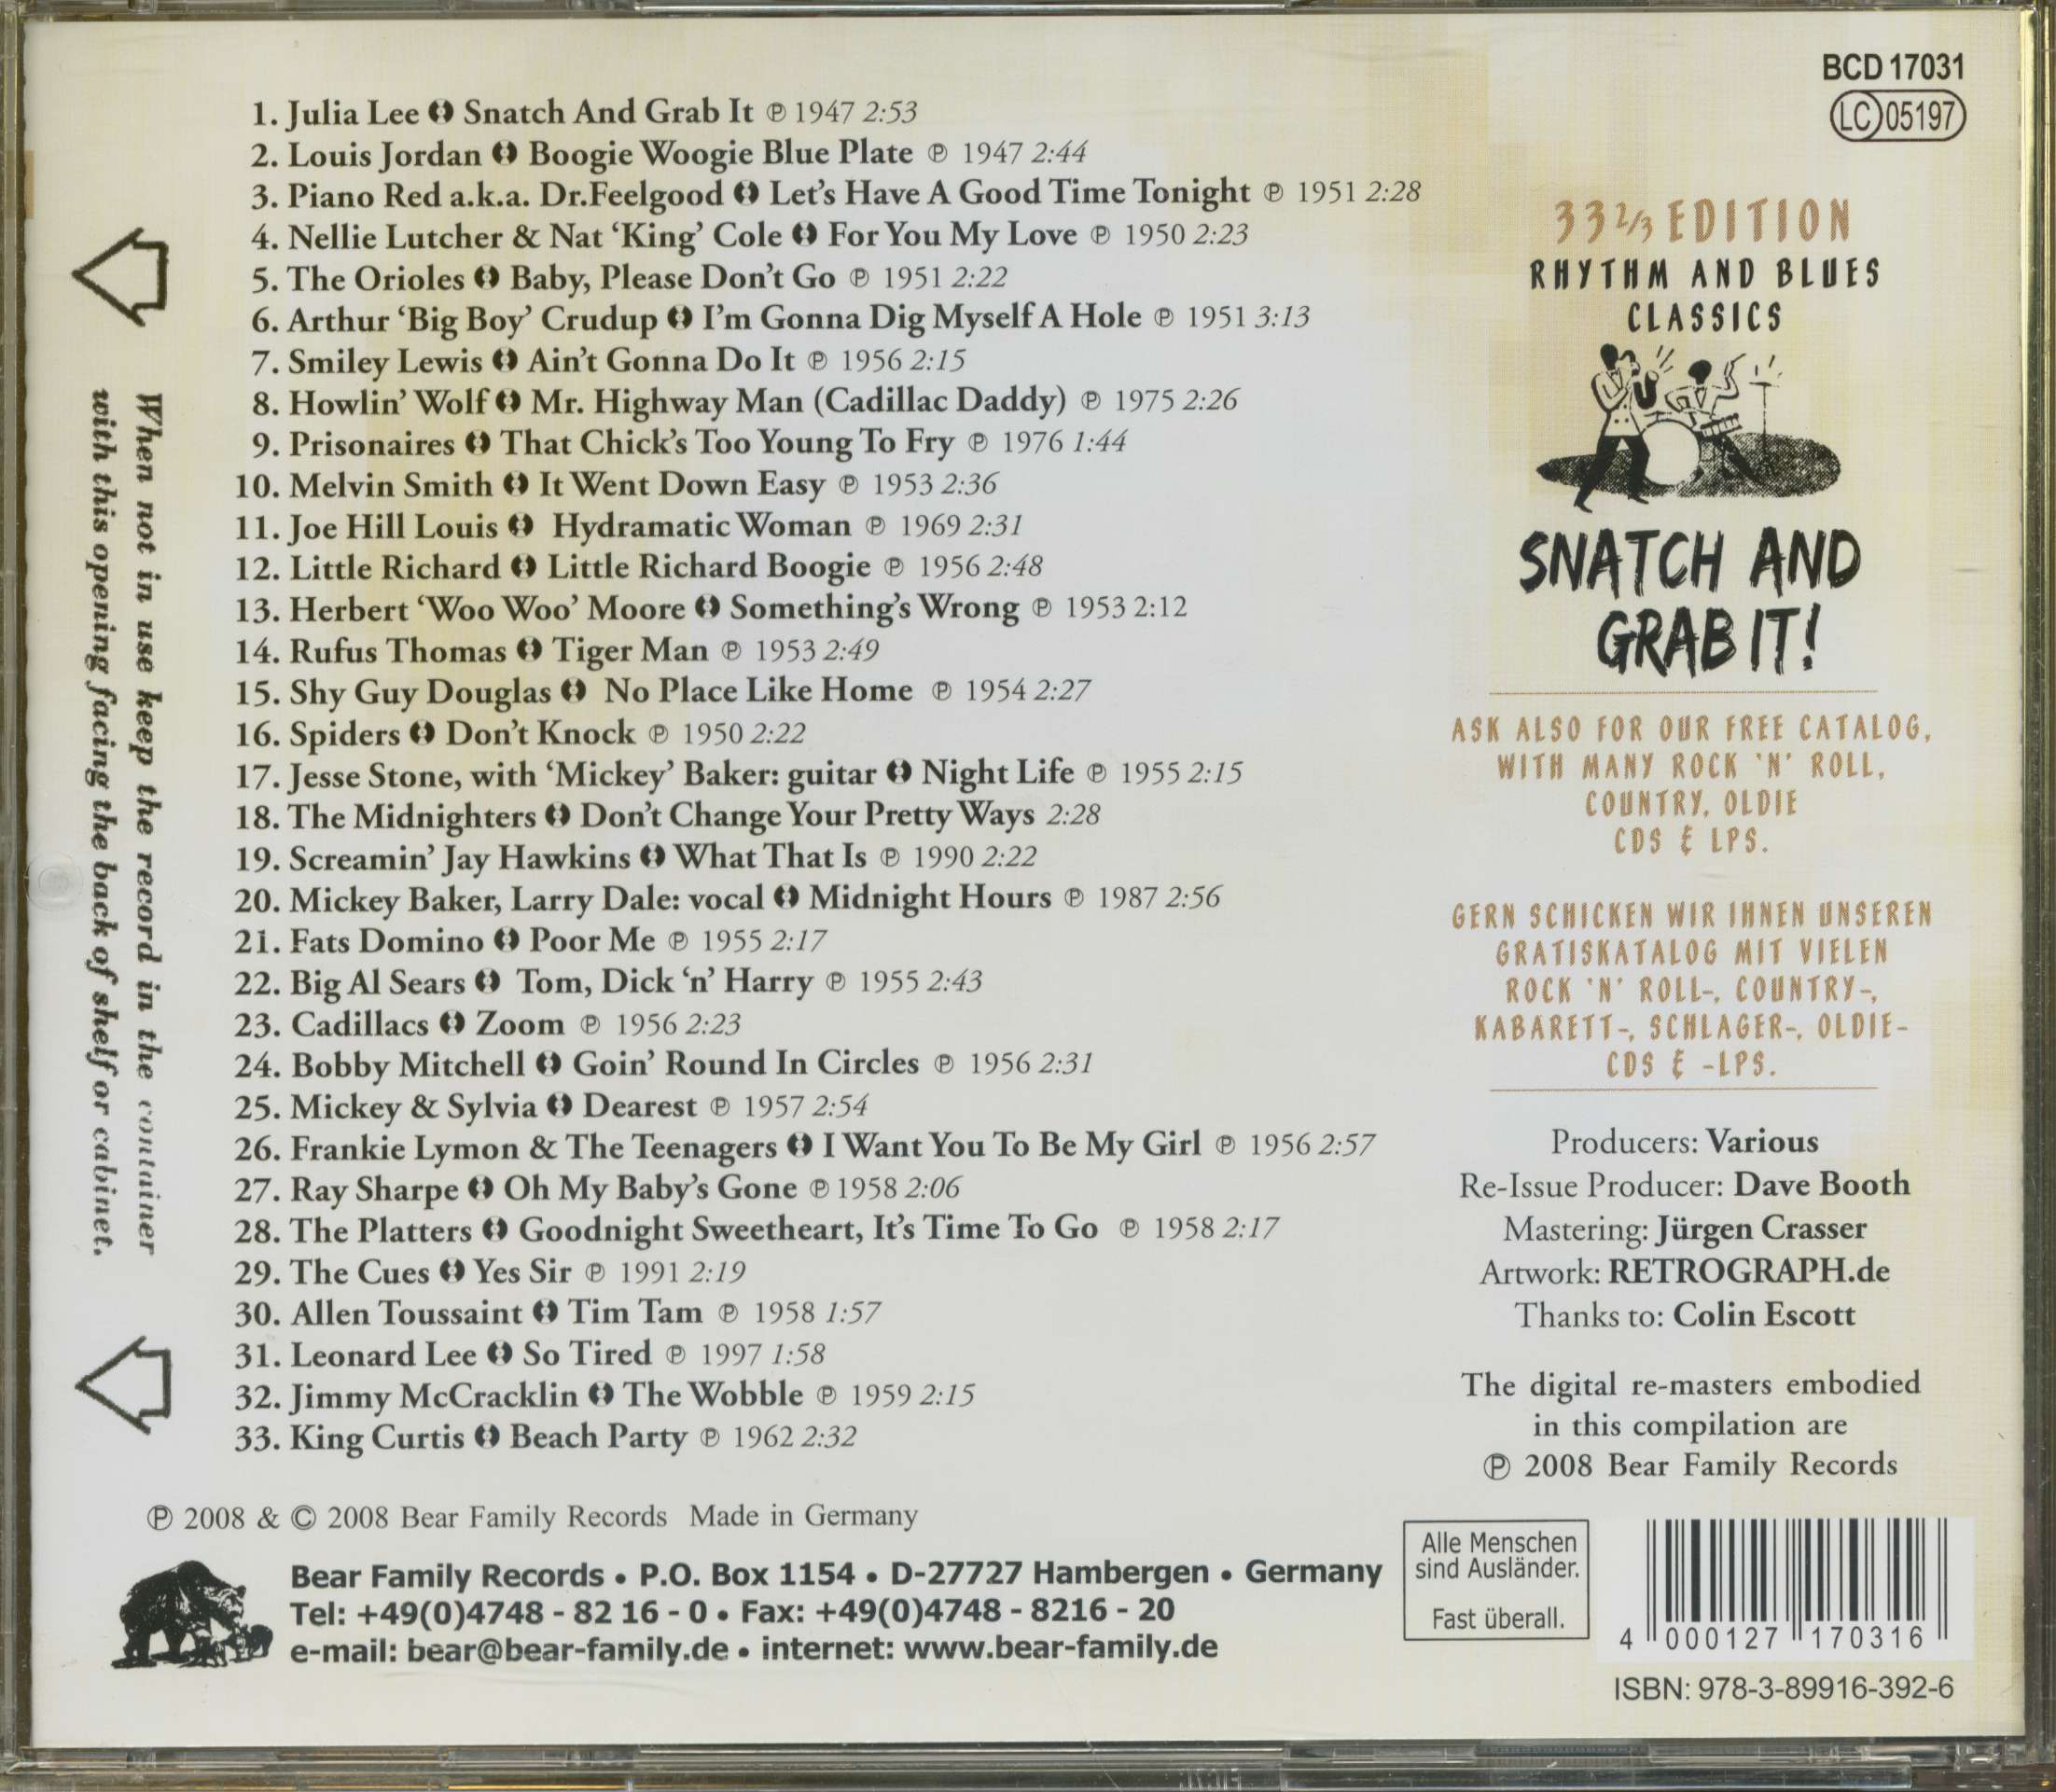 BCD 17031
LC 05197
1. Julia Lee Snatch And Grab It ℗ 1947 2:53
2. Louis Jordan Boogie Woogie Blue Plate ℗ 1947 2:44
3. Piano Red a.k.a. Dr.Feelgood Let's Have A Good Time Tonight ℗ 1951 2:28
4. Nellie Lutcher & Nat ‘King’ Cole For You My Love ℗ 1950 2:23
5. The Orioles Baby, Please Don't Go ℗ 1951 2:22
6. Arthur ‘Big Boy’ Crudup I'm Gonna Dig Myself A Hole ℗ 1951 3:13
7. Smiley Lewis Ain't Gonna Do It ℗ 1956 2:15
8. Howlin’ Wolf Mr. Highway Man (Cadillac Daddy) ℗ 1975 2:26
9. Prisonaires That Chick's Too Young To Fry ℗ 1976 1:44
10. Melvin Smith It Went Down Easy ℗ 1953 2:36
11. Joe Hill Louis Hydramatic Woman ℗ 1969 2:31
12. Little Richard Little Richard Boogie ℗ 1956 2:48
13. Herbert ‘Woo Woo’ Moore Something's Wrong ℗ 1953 2:12
14. Rufus Thomas Tiger Man ℗ 1953 2:49
15. Shy Guy Douglas No Place Like Home ℗ 1954 2:27
16. Spiders Don't Knock ℗ 1950 2:22
17. Jesse Stone, with ‘Mickey’ Baker: guitar Night Life ℗ 1955 2:15
18. The Midnighters Don't Change Your Pretty Ways 2:28
19. Screamin’ Jay Hawkins What That Is ℗ 1990 2:22
20. Mickey Baker, Larry Dale: vocal Midnight Hours ℗ 1987 2:56
21. Fats Domino Poor Me ℗ 1955 2:17
22. Big Al Sears Tom, Dick ‘n’ Harry ℗ 1955 2:43
23. Cadillacs Zoom ℗ 1956 2:23
24. Bobby Mitchell Goin’ Round In Circles ℗ 1956 2:31
25. Mickey & Sylvia Dearest ℗ 1957 2:54
26. Frankie Lymon & The Teenagers I Want You To Be My Girl ℗ 1956 2:57
27. Ray Sharpe Oh My Baby's Gone ℗ 1958 2:06
28. The Platters Goodnight Sweetheart, It's Time To Go ℗ 1958 2:17
29. The Cues Yes Sir ℗ 1991 2:19
30. Allen Toussaint Tim Tam ℗ 1958 1:57
31. Leonard Lee So Tired ℗ 1997 1:58
32. Jimmy McCracklin The Wobble ℗ 1959 2:15
33. King Curtis Beach Party ℗ 1962 2:32
When not in use keep the record in the container
with this opening facing the back of shelf or cabinet.
33 2/3 EDITION
RHYTHM AND BLUES
CLASSICS
SNATCH AND
GRAB IT!
ASK ALSO FOR OUR FREE CATALOG,
WITH MANY ROCK 'N' ROLL,
COUNTRY, OLDIE
CDS & LPS.
GERN SCHICKEN WIR IHNEN UNSEREN
GRATISKATALOG MIT VIELEN
ROCK 'N' ROLL-, COUNTRY-,
KABARETT-, SCHLAGER-, OLDIE-
CDS & -LPS.
Producers: Various
Re-Issue Producer: Dave Booth
Mastering: Jürgen Crasser
Artwork: RETROGRAPH.de
Thanks to: Colin Escott
The digital re-masters embodied
in this compilation are
℗ 2008 Bear Family Records
℗ 2008 & © 2008 Bear Family Records Made in Germany
Bear Family Records • P.O. Box 1154 • D-27727 Hambergen • Germany
Tel: +49(0)4748 - 82 16 - 0 • Fax: +49(0)4748 - 8216 - 20
e-mail: bear@bear-family.de • internet: www.bear-family.de
Alle Menschen
sind Ausländer.
Fast überall.
4 000127 170316
ISBN: 978-3-89916-392-6